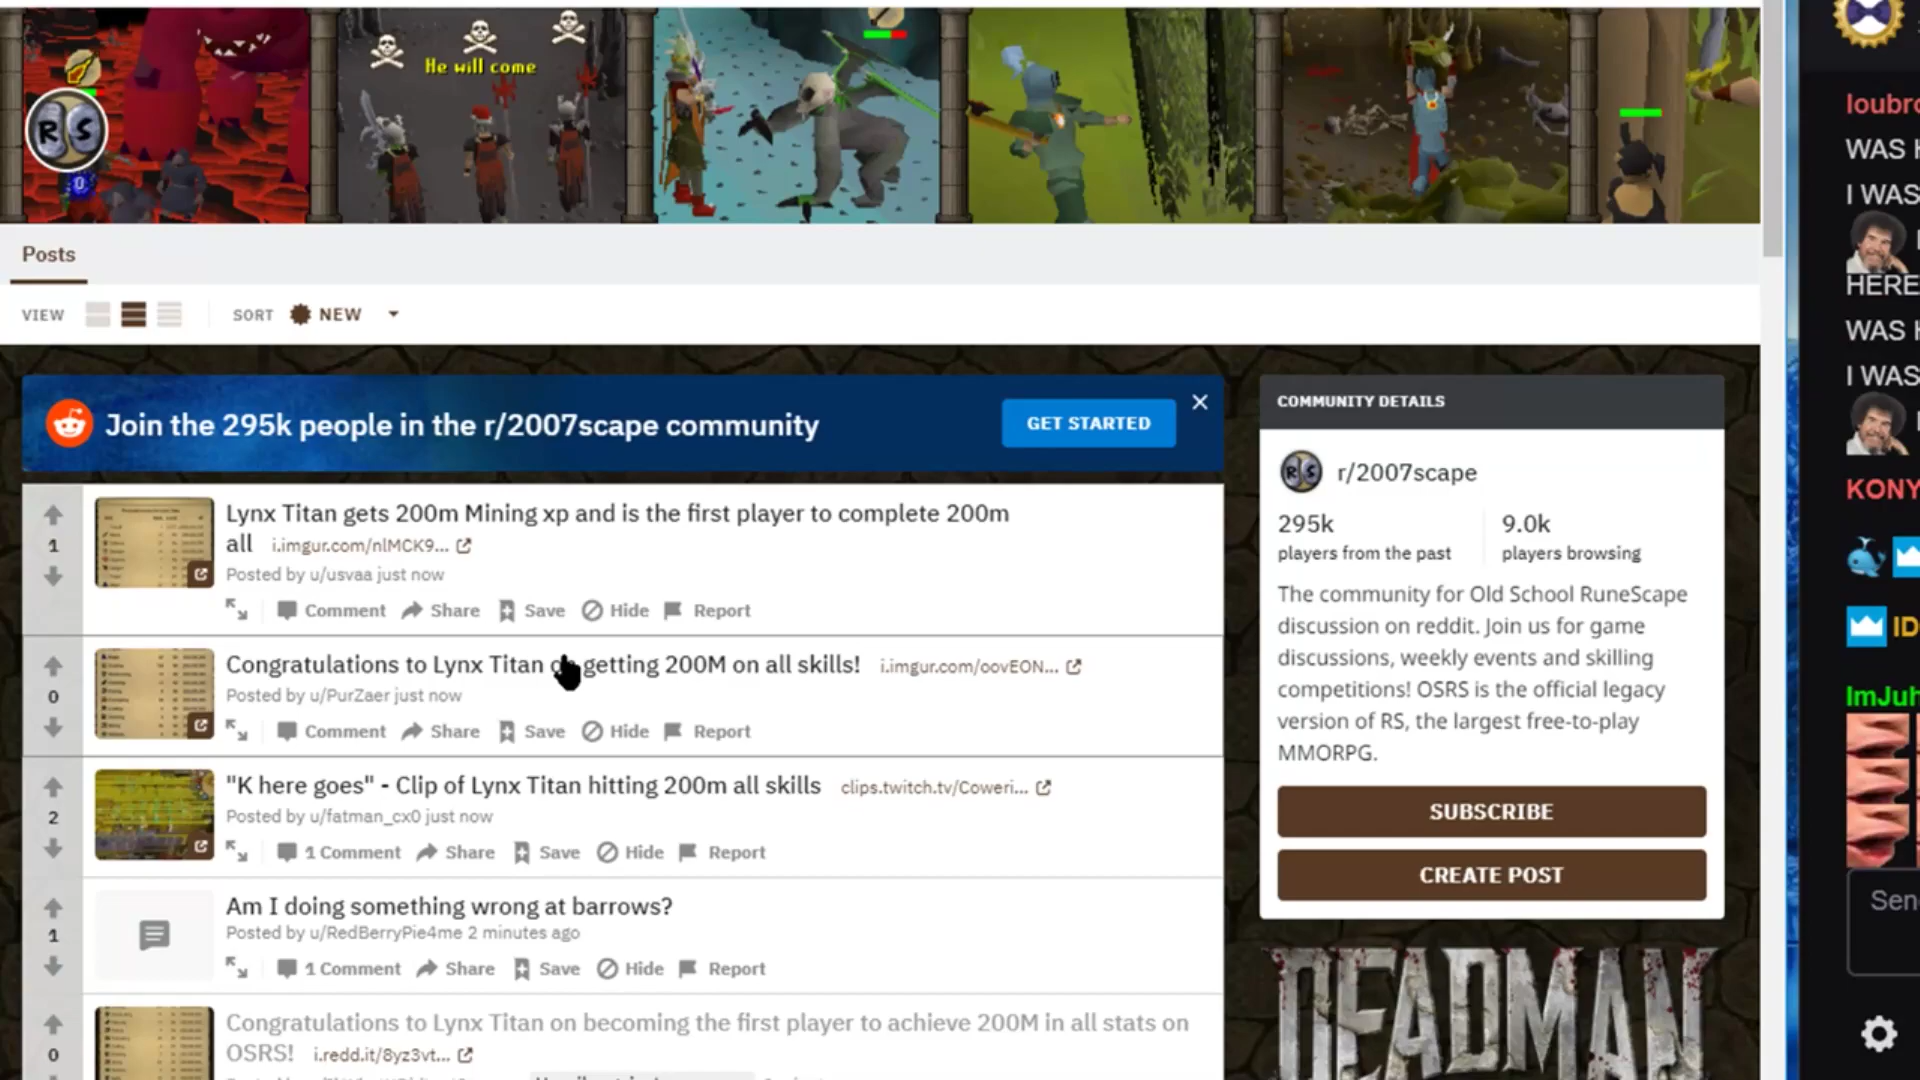 He will come
RS
0
Posts
VIEW
SORT NEW
Join the 295k people in the r/2007scape community
GET STARTED
1
Lynx Titan gets 200m Mining xp and is the first player to complete 200m
all i.imgur.com/nlMCK9...
Posted by u/usvaa just now
Comment Share Save Hide Report
0
Congratulations to Lynx Titan getting 200M on all skills! i.imgur.com/oovEON...
Posted by u/PurZaer just now
Comment Share Save Hide Report
2
"K here goes" - Clip of Lynx Titan hitting 200m all skills clips.twitch.tv/Coweri...
Posted by u/fatman_cx0 just now
1 Comment Share Save Hide Report
1
Am I doing something wrong at barrows?
Posted by u/RedBerryPie4me 2 minutes ago
1 Comment Share Save Hide Report
0
Congratulations to Lynx Titan on becoming the first player to achieve 200M in all stats on
OSRS! i.redd.it/8yz3vt...
COMMUNITY DETAILS
RS r/2007scape
295k 9.0k
players from the past players browsing
The community for Old School RuneScape
discussion on reddit. Join us for game
discussions, weekly events and skilling
competitions! OSRS is the official legacy
version of RS, the largest free-to-play
MMORPG.
SUBSCRIBE
CREATE POST
DEADMAN
loubro
WAS H
I WAS
HERE
WAS H
I WAS
KONY
ID
ImJuh
Sen